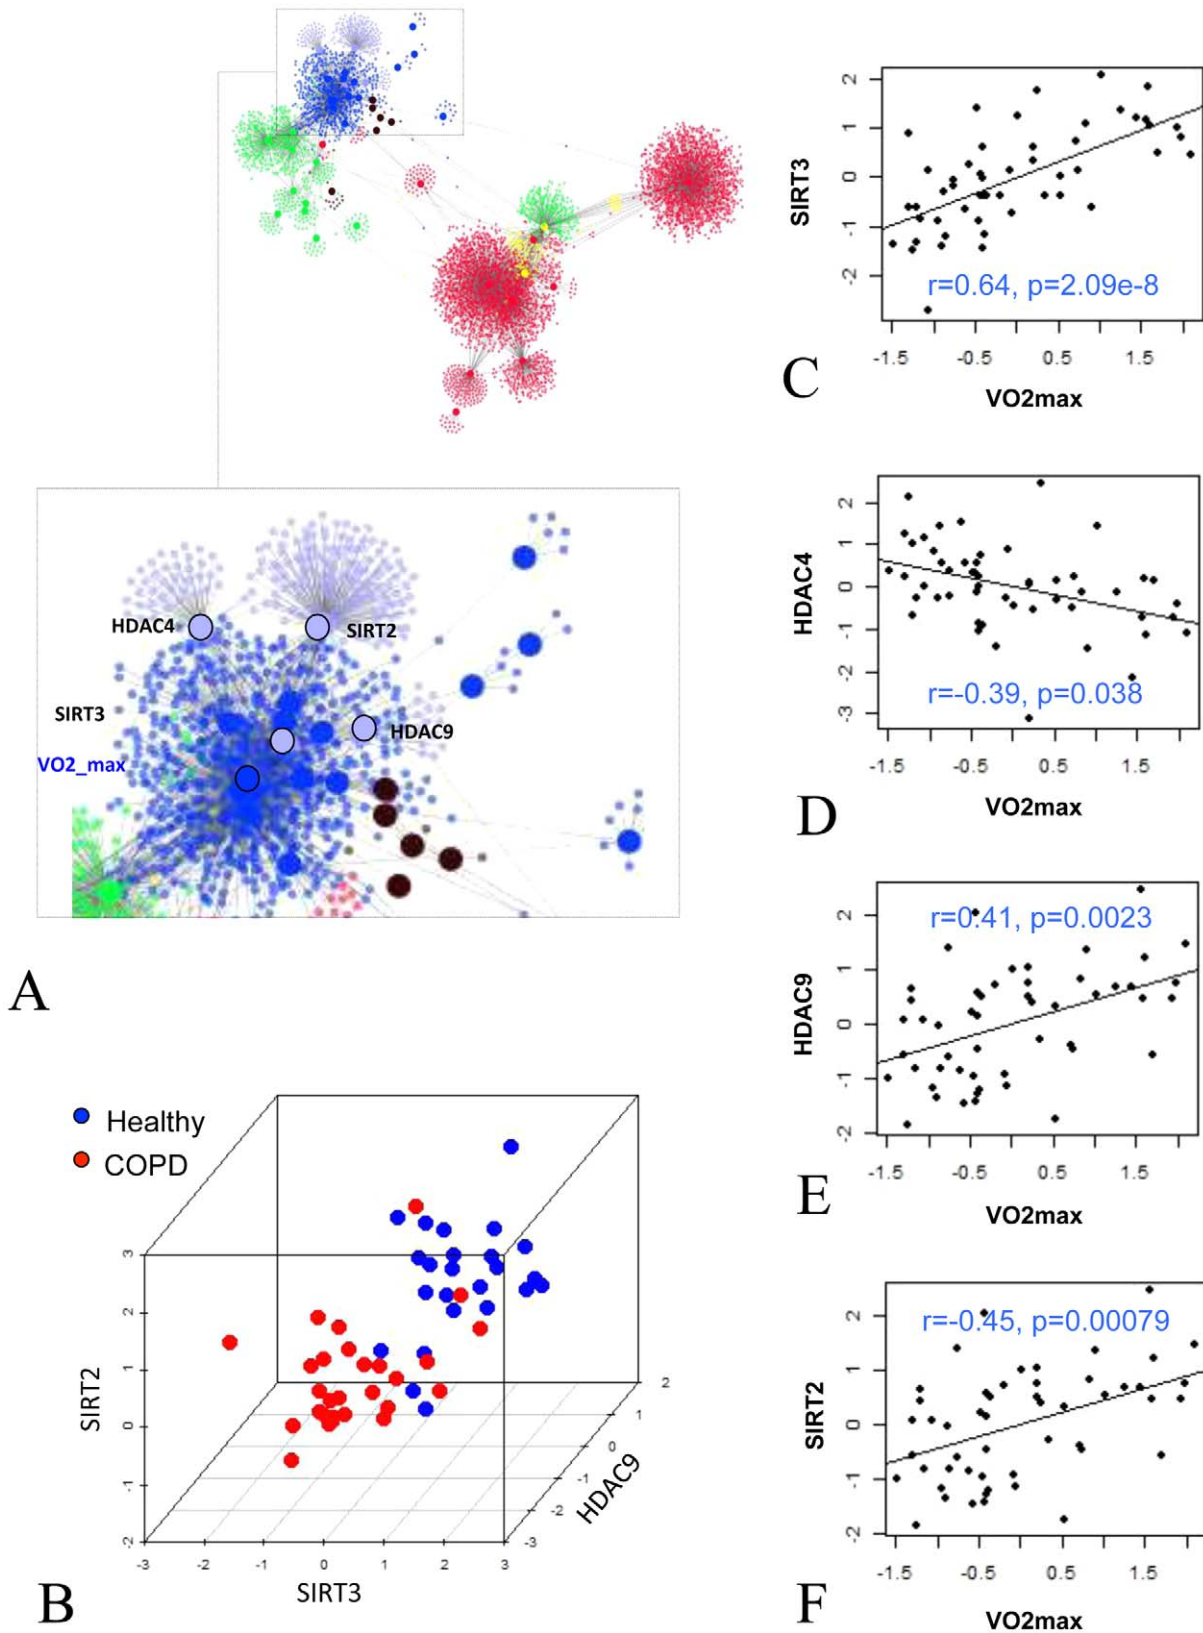 HDAC4
SIRT2
SIRT3
HDAC9
VO2_max
A
Healthy
COPD
3
2
1
0
-1
-2
SIRT2
-3
-2
-1
0
1
2
3
SIRT3
2
1
0
-1
-2
-3
HDAC9
B
2
1
0
-1
-2
SIRT3
r=0.64, p=2.09e-8
-1.5
-0.5
0.5
1.5
VO2max
C
2
1
0
-1
-2
-3
HDAC4
r=-0.39, p=0.038
-1.5
-0.5
0.5
1.5
VO2max
D
2
1
0
-1
-2
HDAC9
r=0.41, p=0.0023
-1.5
-0.5
0.5
1.5
VO2max
E
2
1
0
-1
-2
SIRT2
r=-0.45, p=0.00079
-1.5
-0.5
0.5
1.5
VO2max
F